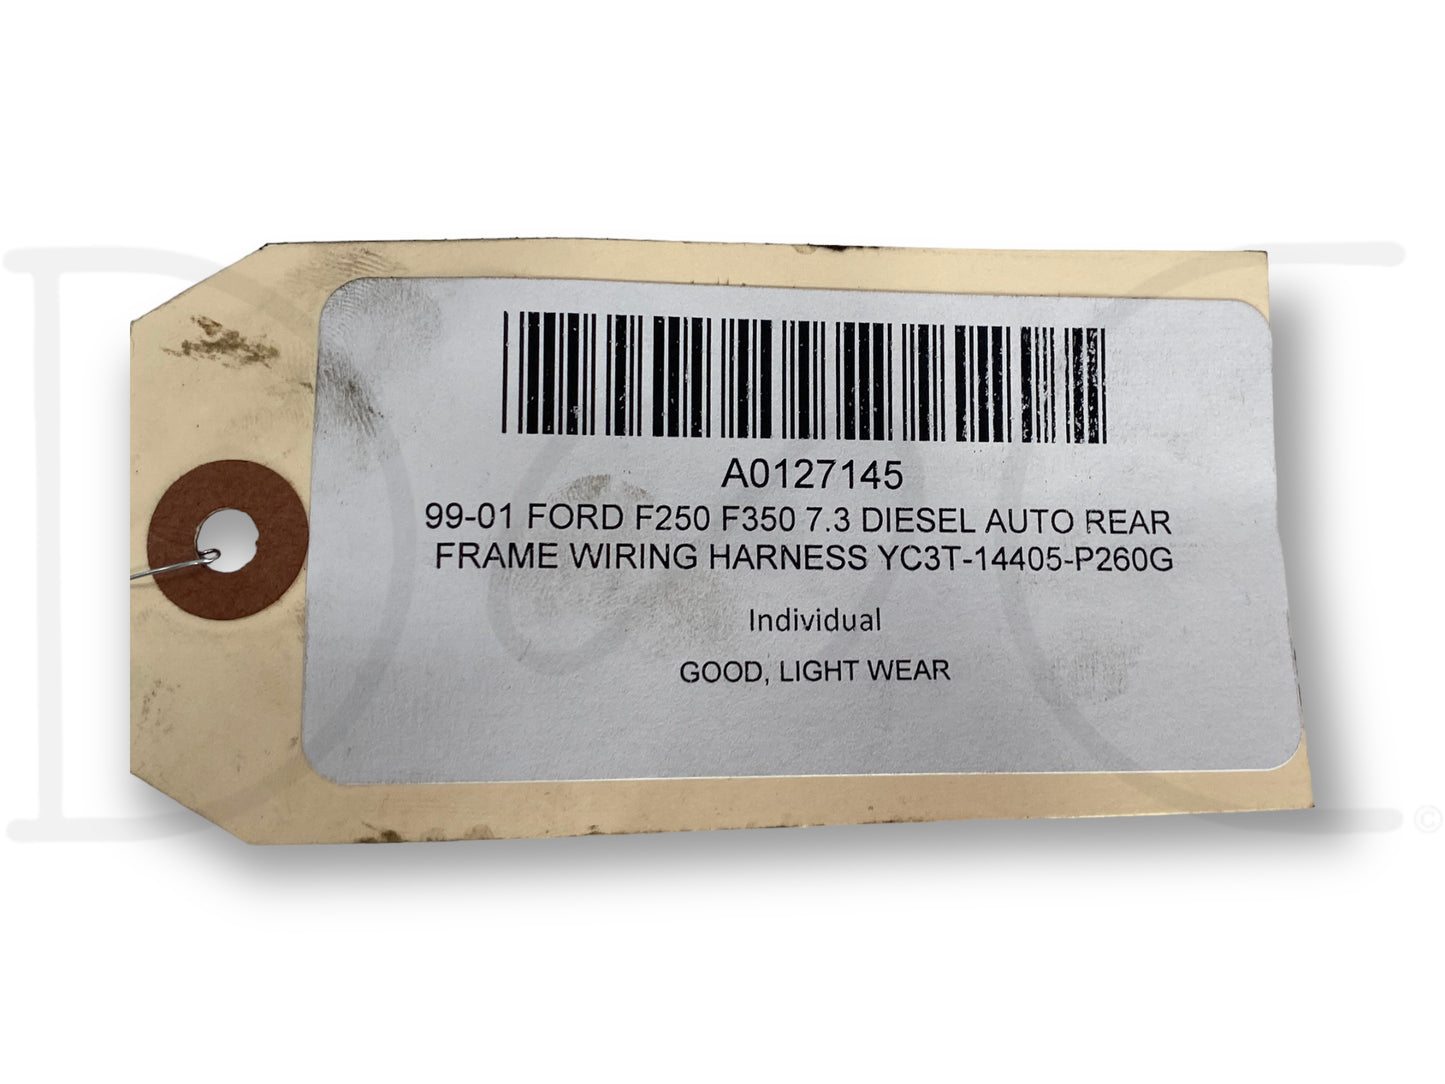 A0127145
99-01 FORD F250 F350 7.3 DIESEL AUTO REAR
FRAME WIRING HARNESS YC3T-14405-P260G
Individual
GOOD, LIGHT WEAR
©